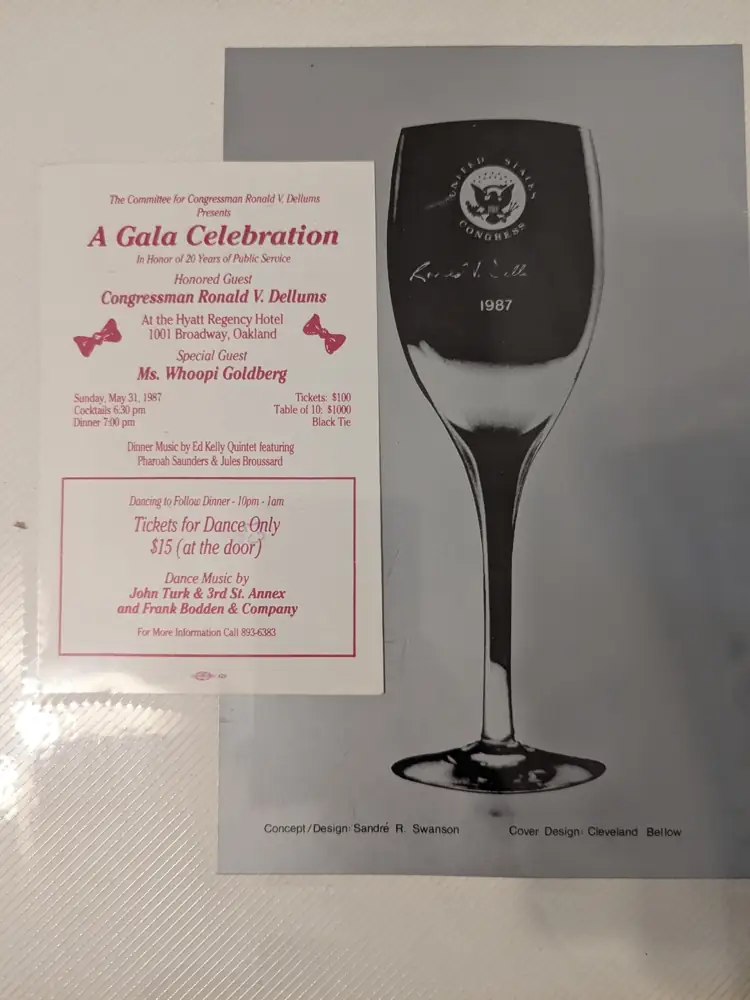 The Committee for Congressman Ronald V. Dellums
Presents
A Gala Celebration
In Honor of 20 Years of Public Service
Honored Guest
Congressman Ronald V. Dellums
At the Hyatt Regency Hotel
1001 Broadway, Oakland
Special Guest
Ms. Whoopi Goldberg
Sunday, May 31, 1987
Cocktails 6:30 pm
Dinner 7:00 pm
Tickets: $100
Table of 10: $1000
Black Tie
Dinner Music by Ed Kelly Quintet featuring
Pharoah Saunders & Jules Broussard
Dancing to Follow Dinner - 10pm - 1am
Tickets for Dance Only
$15 (at the door)
Dance Music by
John Turk & 3rd St. Annex
and Frank Bodden & Company
For More Information Call 893-6383
UNITED STATES
CONGRESS
Ronald V. Dellums
1987
Concept/Design: Sandré R. Swanson
Cover Design: Cleveland Bellow